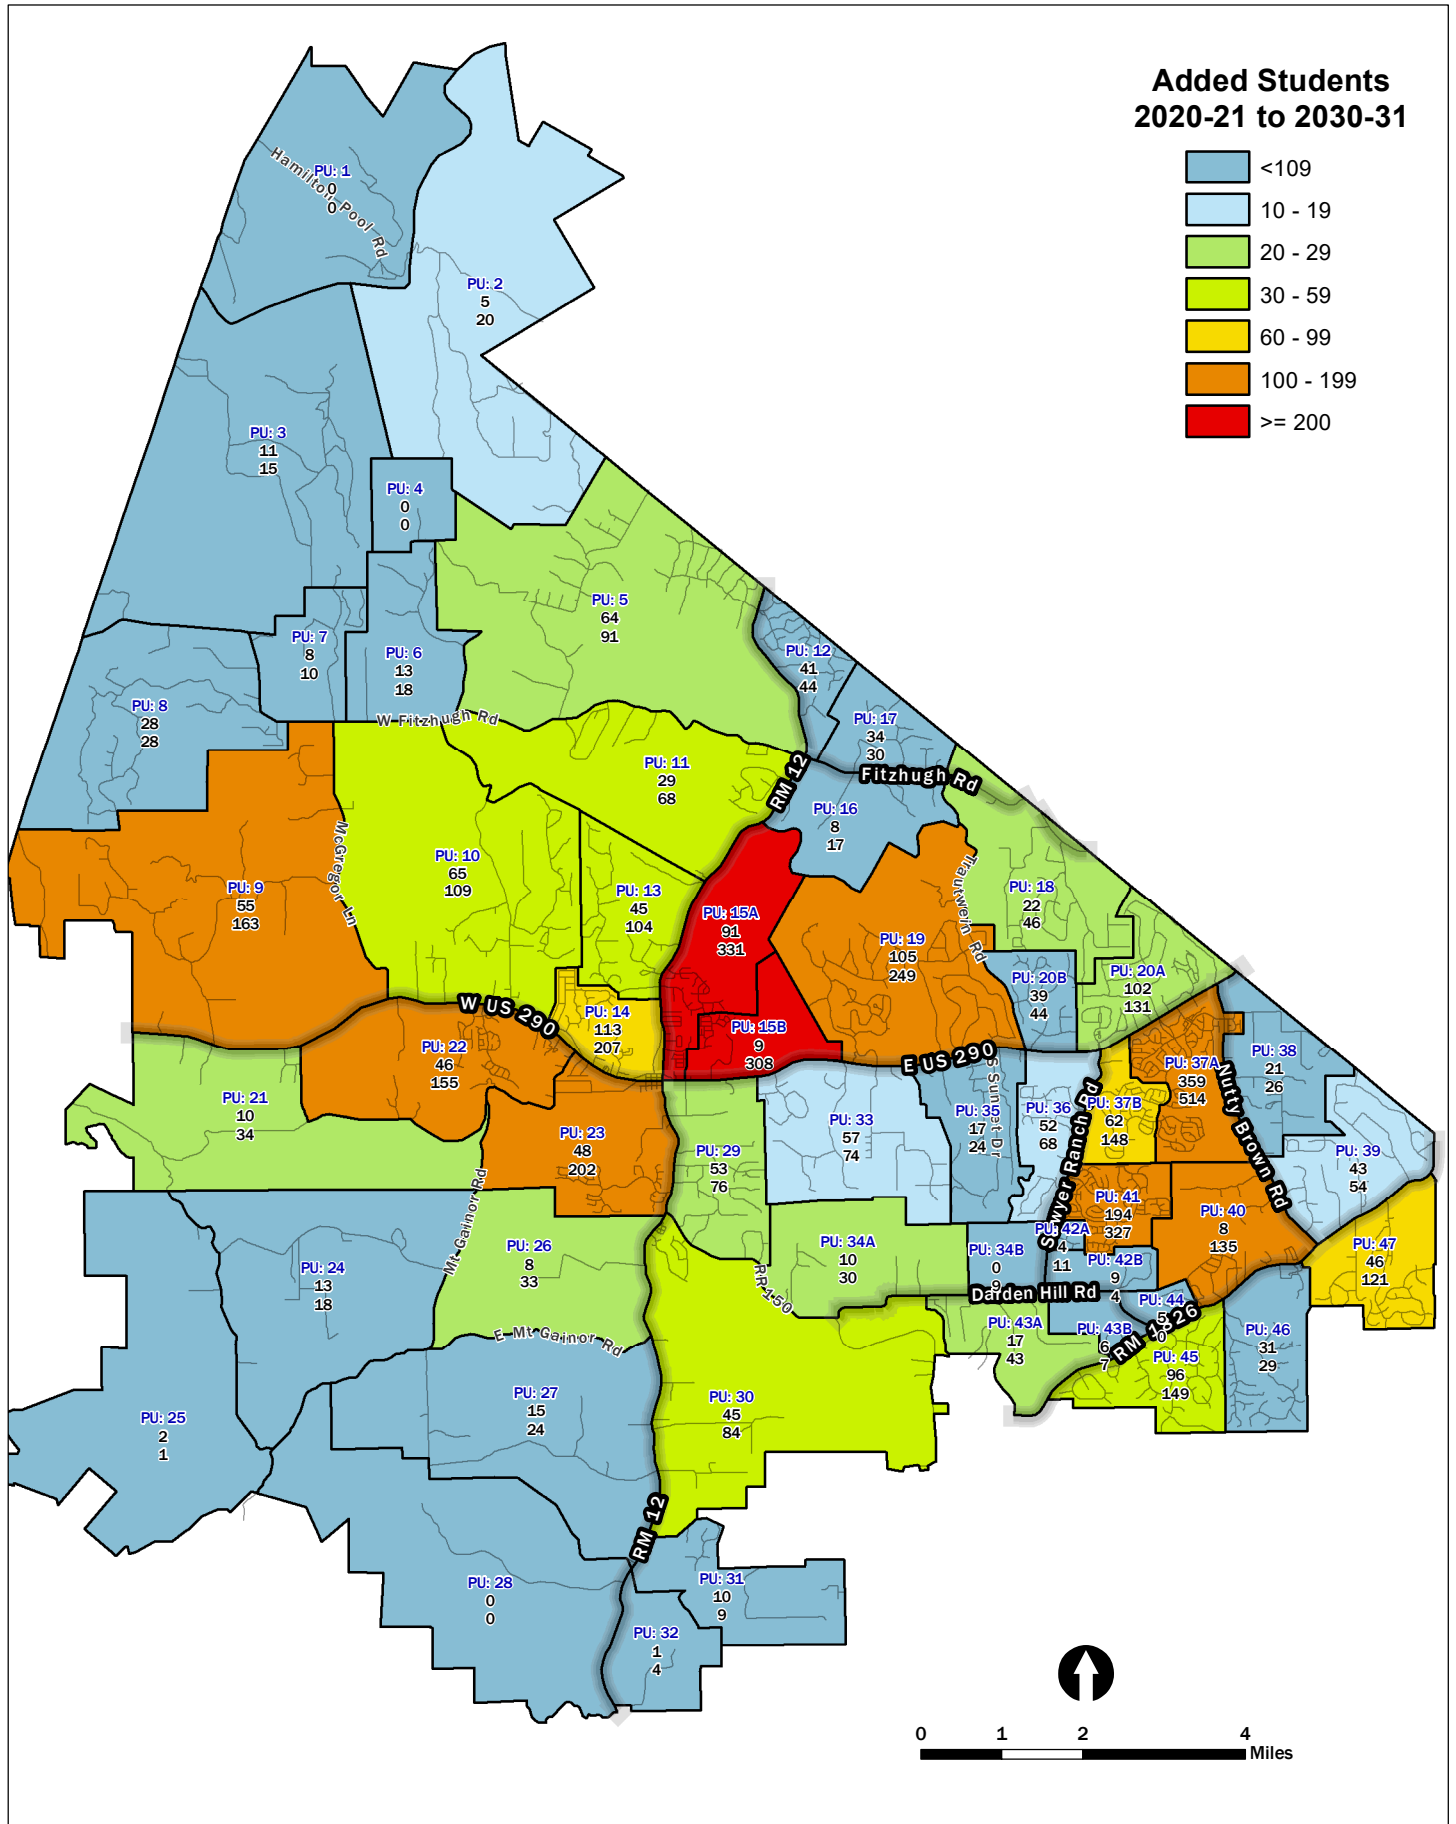 Added Students
2020-21 to 2030-31
<109
10 - 19
20 - 29
30 - 59
60 - 99
100 - 199
>= 200
PU: 1
0
0
Hamilton Pool Rd
PU: 2
5
20
PU: 3
11
15
PU: 4
0
0
PU: 5
64
91
PU: 7
8
10
PU: 6
13
18
PU: 12
41
44
PU: 8
28
28
W Fitzhugh Rd
PU: 17
34
30
PU: 11
29
68
RM 12
Fitzhugh Rd
PU: 16
8
17
McGregor Ln
PU: 10
65
109
PU: 9
55
163
PU: 13
45
104
PU: 15A
91
331
PU: 19
105
249
Trautwein Rd
PU: 18
22
46
PU: 20B
39
44
PU: 20A
102
131
W US 290
PU: 14
113
207
PU: 15B
9
308
E US 290
PU: 22
46
155
PU: 21
10
34
PU: 23
48
202
PU: 29
53
76
PU: 33
57
74
PU: 35
17
24
S Sunset Dr
PU: 36
52
68
Sawyer Ranch Rd
PU: 37B
62
148
PU: 37A
359
514
Nutty Brown Rd
PU: 38
21
26
PU: 39
43
54
Mt Gainor Rd
PU: 41
194
327
PU: 40
8
135
PU: 42A
4
11
PU: 42B
9
4
PU: 34B
0
9
PU: 34A
10
30
PU: 47
46
121
PU: 26
8
33
PU: 24
13
18
RR 150
Darden Hill Rd
PU: 44
5
0
PU: 43A
17
43
PU: 43B
6
7
RM 1826
PU: 45
96
149
PU: 46
31
29
E Mt Gainor Rd
PU: 27
15
24
PU: 30
45
84
PU: 25
2
1
RM 12
PU: 28
0
0
PU: 31
10
9
PU: 32
1
4
0 1 2 4
Miles